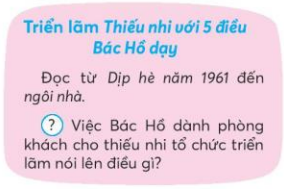 Triển lãm Thiếu nhi với 5 điều
Bác Hồ dạy
Đọc từ Dịp hè năm 1961 đến
ngôi nhà.
? Việc Bác Hồ dành phòng
khách cho thiếu nhi tổ chức triển
lãm nói lên điều gì?